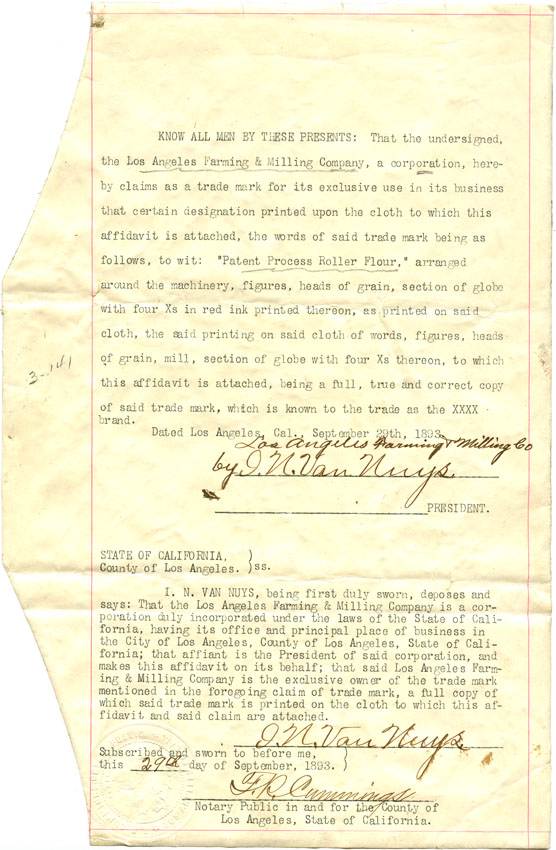 KNOW ALL MEN BY THESE PRESENTS: That the undersigned,
the Los Angeles Farming & Milling Company, a corporation, here-
by claims as a trade mark for its exclusive use in its business
that certain designation printed upon the cloth to which this
affidavit is attached, the words of said trade mark being as
follows, to wit: "Patent Process Roller Flour," arranged
around the machinery, figures, heads of grain, section of globe
with four Xs in red ink printed thereon, as printed on said
cloth, the said printing on said cloth of words, figures, heads
of grain, mill, section of globe with four Xs thereon, to which
3-141
this affidavit is attached, being a full, true and correct copy
of said trade mark, which is known to the trade as the XXXX
brand.
Dated Los Angeles, Cal., September 29th, 1893.
Los Angeles Farming & Milling Co
by I. N. Van Nuys
PRESIDENT.
STATE OF CALIFORNIA, )
County of Los Angeles. )ss.
I. N. VAN NUYS, being first duly sworn, deposes and
says: That the Los Angeles Farming & Milling Company is a cor-
poration duly incorporated under the laws of the State of Cali-
fornia, having its office and principal place of business in
the City of Los Angeles, County of Los Angeles, State of Cali-
fornia; that affiant is the President of said corporation, and
makes this affidavit on its behalf; that said Los Angeles Farm-
ing & Milling Company is the exclusive owner of the trade mark
mentioned in the foregoing claim of trade mark, a full copy of
which said trade mark is printed on the cloth to which this af-
fidavit and said claim are attached.
I. N. Van Nuys
Subscribed and sworn to before me, )
this 29th day of September, 1893. )
F. R. Cummings
Notary Public in and for the County of
Los Angeles, State of California.